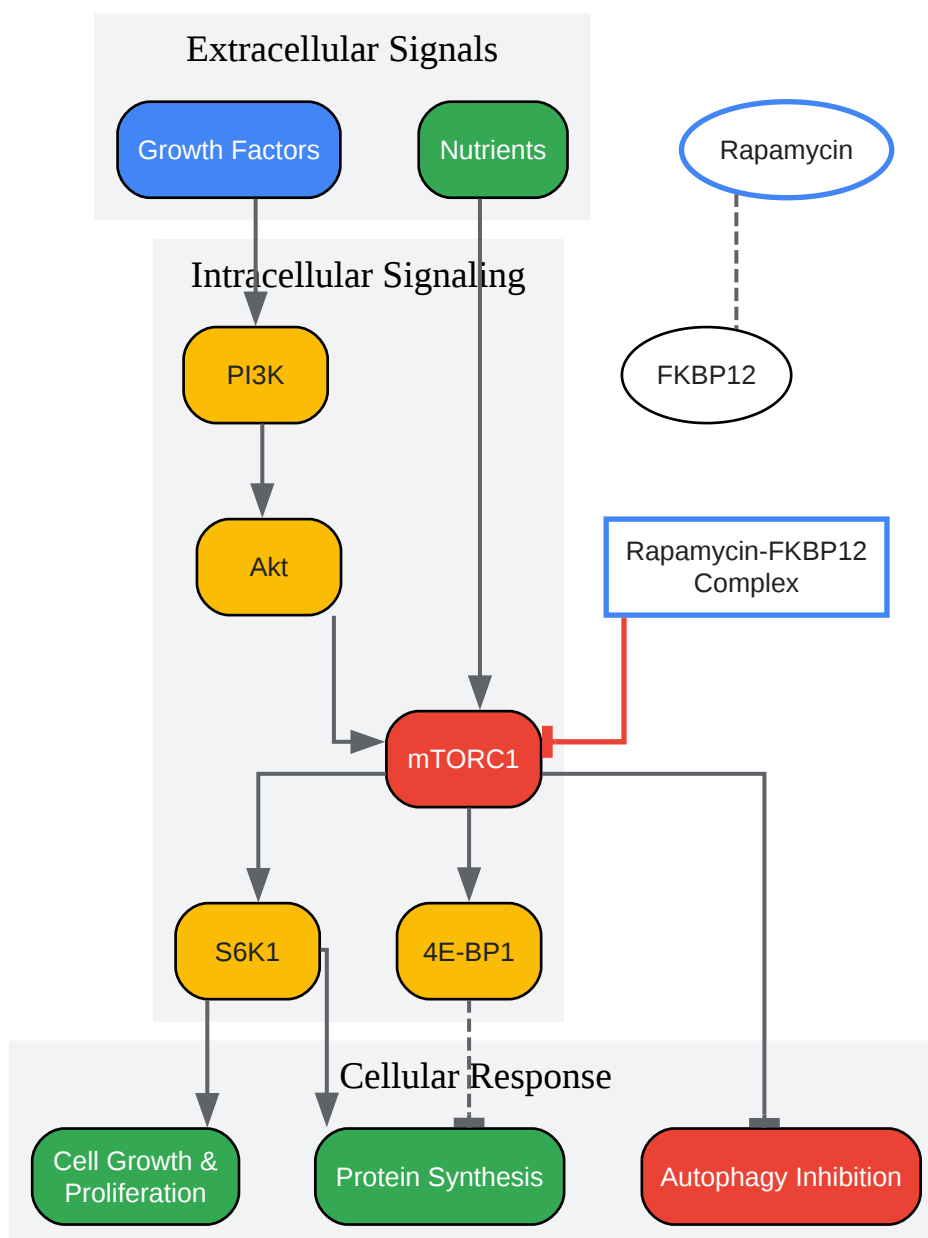 Extracellular Signals
Growth Factors
Nutrients
Rapamycin
Intracellular Signaling
PI3K
FKBP12
Akt
Rapamycin-FKBP12
Complex
mTORC1
S6K1
4E-BP1
Cellular Response
Cell Growth &
Proliferation
Protein Synthesis
Autophagy Inhibition